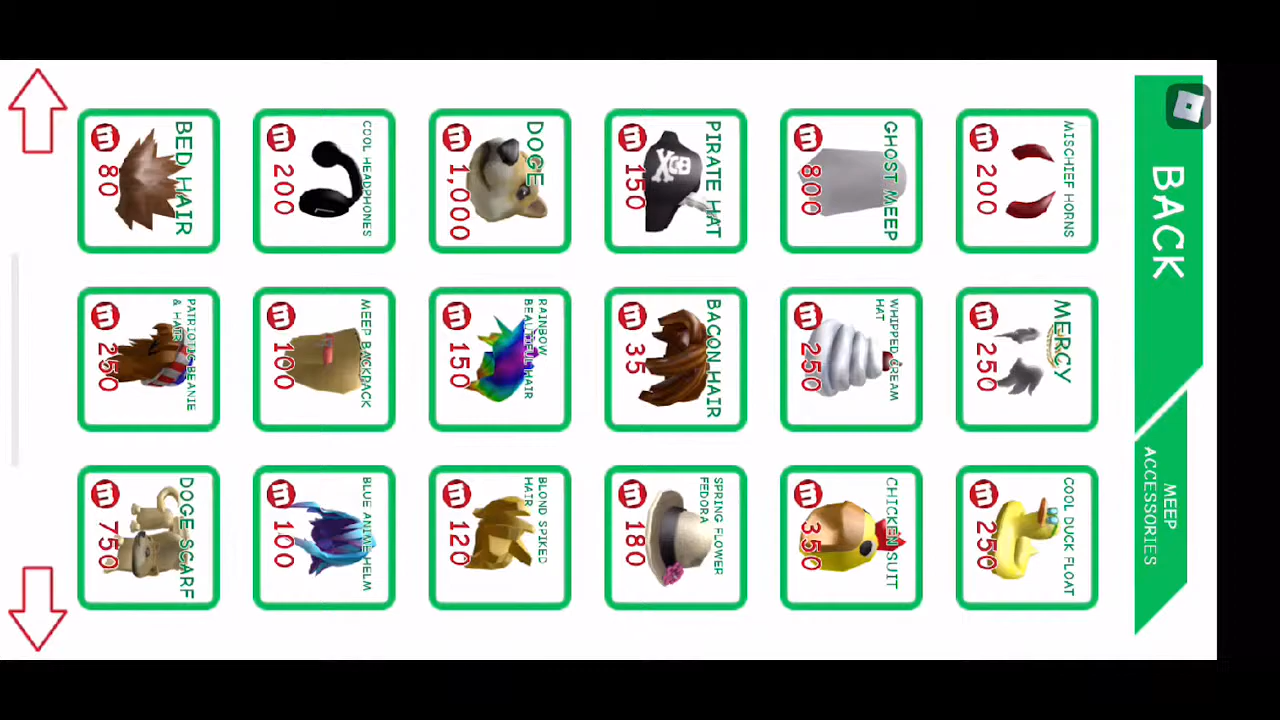 BACK
MEEP
ACCESSORIES
MISCHIEF HORNS
m 200
MERCY
m 250
COOL DUCK FLOAT
m 250
GHOST MEEP
m 800
WHIPPED CREAM
HAT
m 250
CHICKEN SUIT
m 350
PIRATE HAT
m 150
BACON HAIR
m 35
SPRING FLOWER
FEDORA
m 180
DOGE
m 1,000
RAINBOW
BEAUTIFUL HAIR
m 150
BLOND SPIKED
HAIR
m 120
COOL HEADPHONES
m 200
MEEP BACKPACK
m 100
BLUE ANIME HELM
m 100
BED HAIR
m 80
PATRIOTIC BEANIE
& HAIR
m 250
DOGE SCARF
m 750